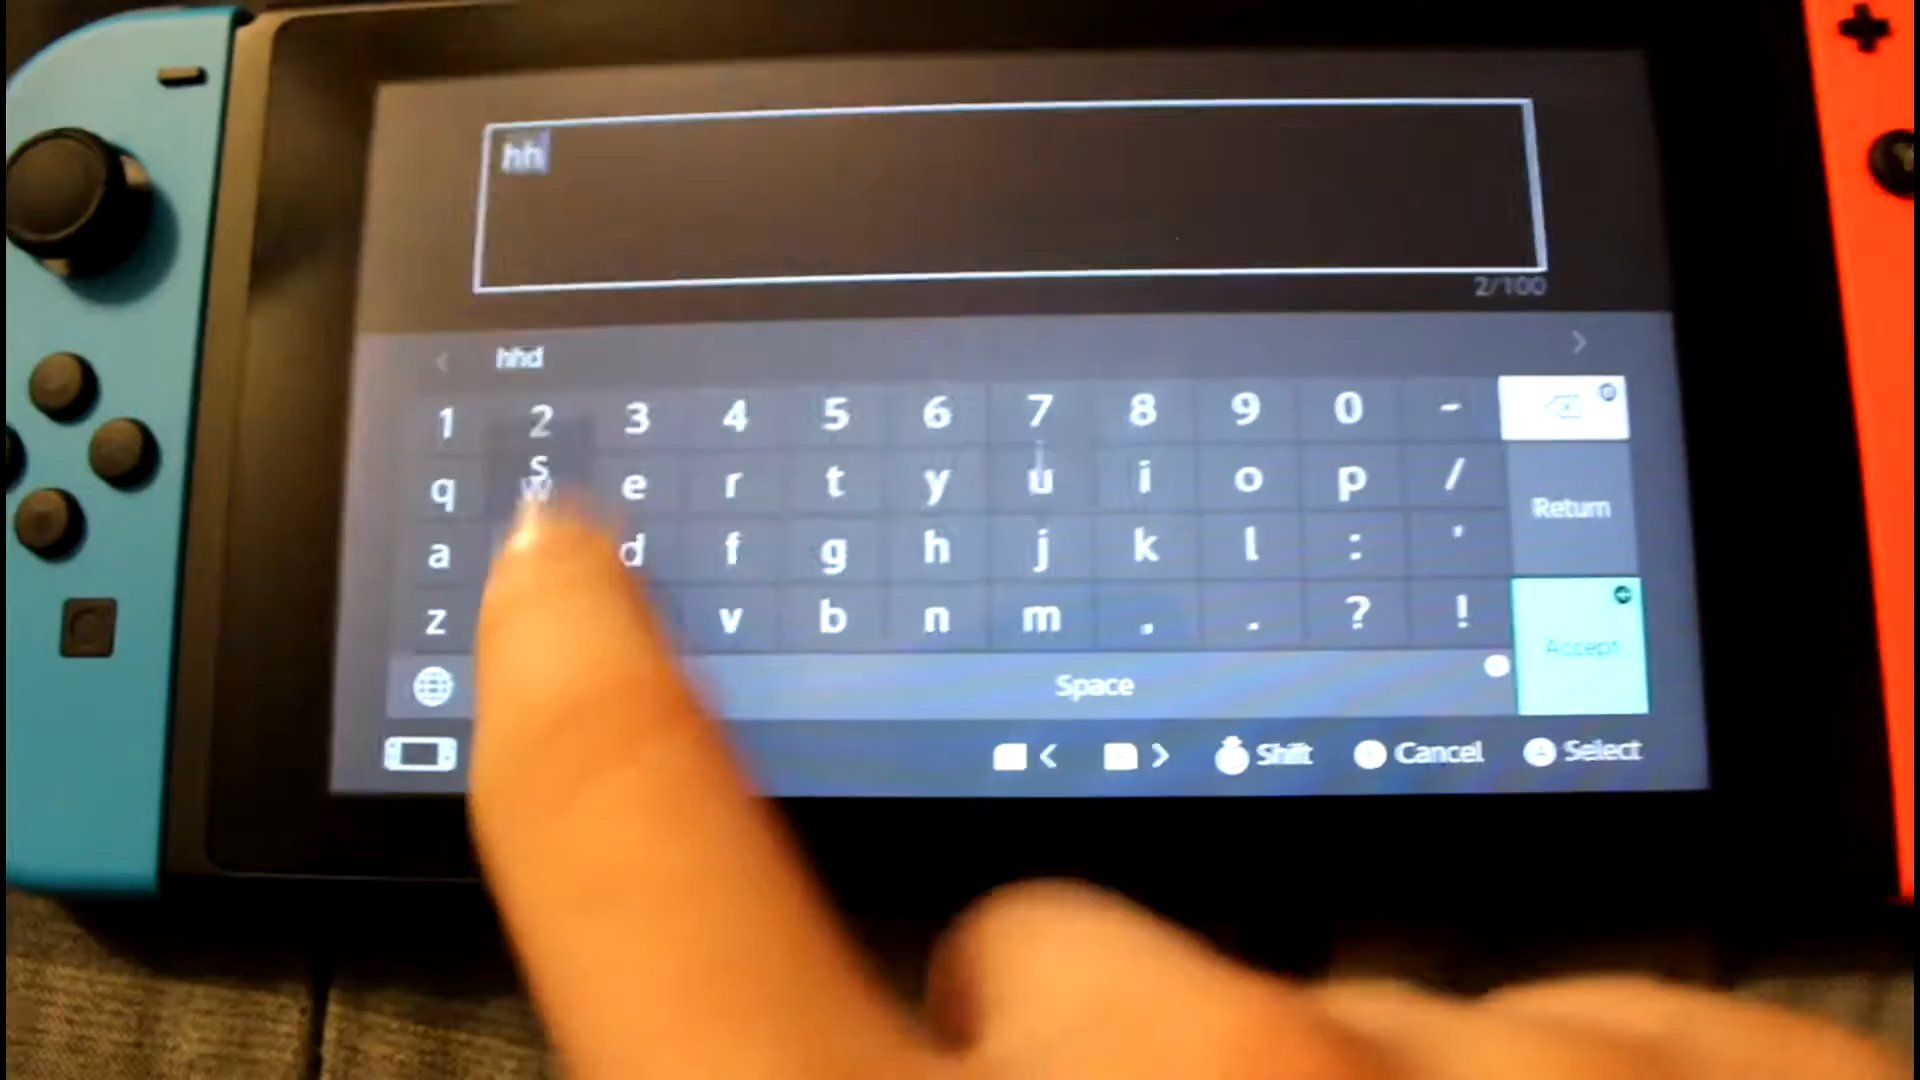 hh
2/100
hhd
1 2 3 4 5 6 7 8 9 0 -
q w e r t y u i o p /
s
a d f g h j k l : '
Return
z v b n m , . ? !
Accept
Space
< > Shift Cancel A Select